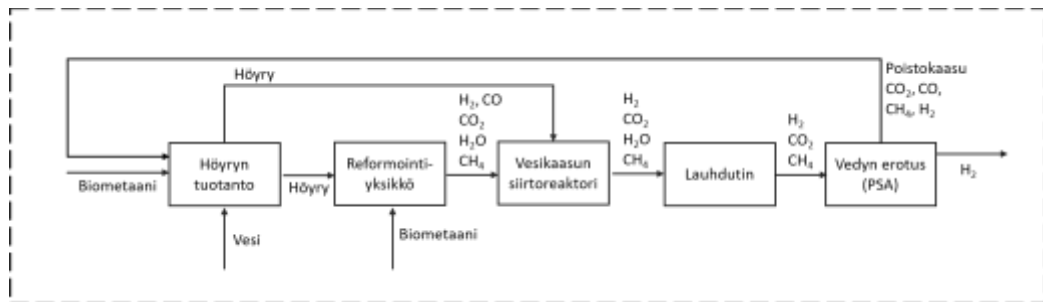 Höyry
Poistokaasu
CO₂, CO,
CH₄, H₂
H₂, CO
CO₂
H₂O
CH₄
H₂
CO₂
H₂O
CH₄
H₂
CO₂
CH₄
Höyryn
tuotanto
Reformointi-
yksikkö
Vesikaasun
siirtoreaktori
Lauhdutin
Vedyn erotus
(PSA)
Biometaani
Höyry
H₂
Vesi
Biometaani